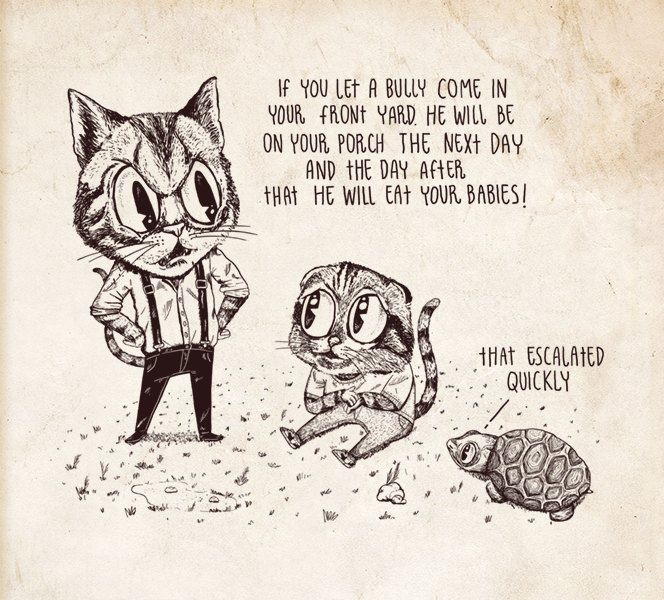 IF YOU LET A BULLY COME IN
YOUR FRONT YARD. HE WILL BE
ON YOUR PORCH THE NEXT DAY
AND THE DAY AFTER
THAT HE WILL EAT YOUR BABIES!
THAT ESCALATED
QUICKLY